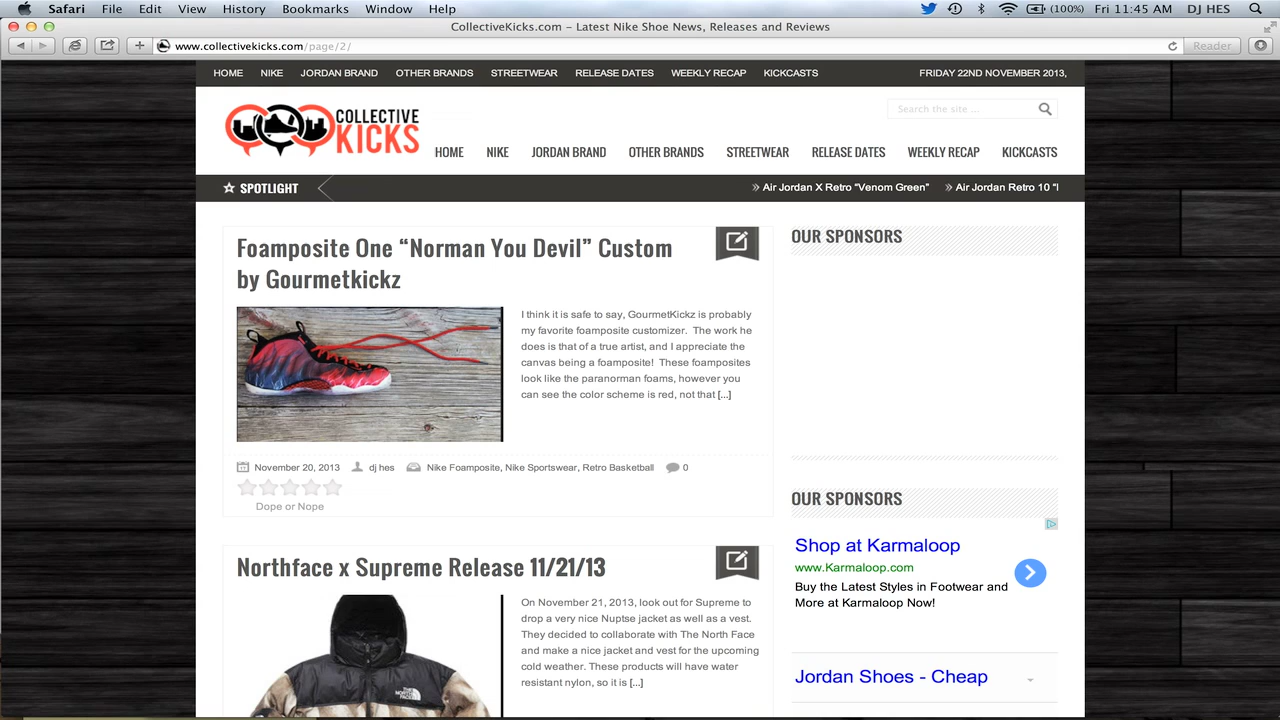 Safari File Edit View History Bookmarks Window Help (100%) Fri 11:45 AM DJ HES
CollectiveKicks.com – Latest Nike Shoe News, Releases and Reviews
www.collectivekicks.com/page/2/ Reader
HOME NIKE JORDAN BRAND OTHER BRANDS STREETWEAR RELEASE DATES WEEKLY RECAP KICKCASTS FRIDAY 22ND NOVEMBER 2013,
Search the site ...
COLLECTIVE
KICKS
HOME NIKE JORDAN BRAND OTHER BRANDS STREETWEAR RELEASE DATES WEEKLY RECAP KICKCASTS
SPOTLIGHT Air Jordan X Retro "Venom Green" Air Jordan Retro 10 "
Foamposite One “Norman You Devil” Custom
by Gourmetkickz
I think it is safe to say, GourmetKickz is probably
my favorite foamposite customizer. The work he
does is that of a true artist, and I appreciate the
canvas being a foamposite! These foamposites
look like the paranorman foams, however you
can see the color scheme is red, not that [...]
November 20, 2013 dj hes Nike Foamposite, Nike Sportswear, Retro Basketball 0
Dope or Nope
Northface x Supreme Release 11/21/13
On November 21, 2013, look out for Supreme to
drop a very nice Nuptse jacket as well as a vest.
They decided to collaborate with The North Face
and make a nice jacket and vest for the upcoming
cold weather. These products will have water
resistant nylon, so it is [...]
THE
NORTH
FACE
OUR SPONSORS
OUR SPONSORS
Shop at Karmaloop
www.Karmaloop.com
Buy the Latest Styles in Footwear and
More at Karmaloop Now!
Jordan Shoes - Cheap